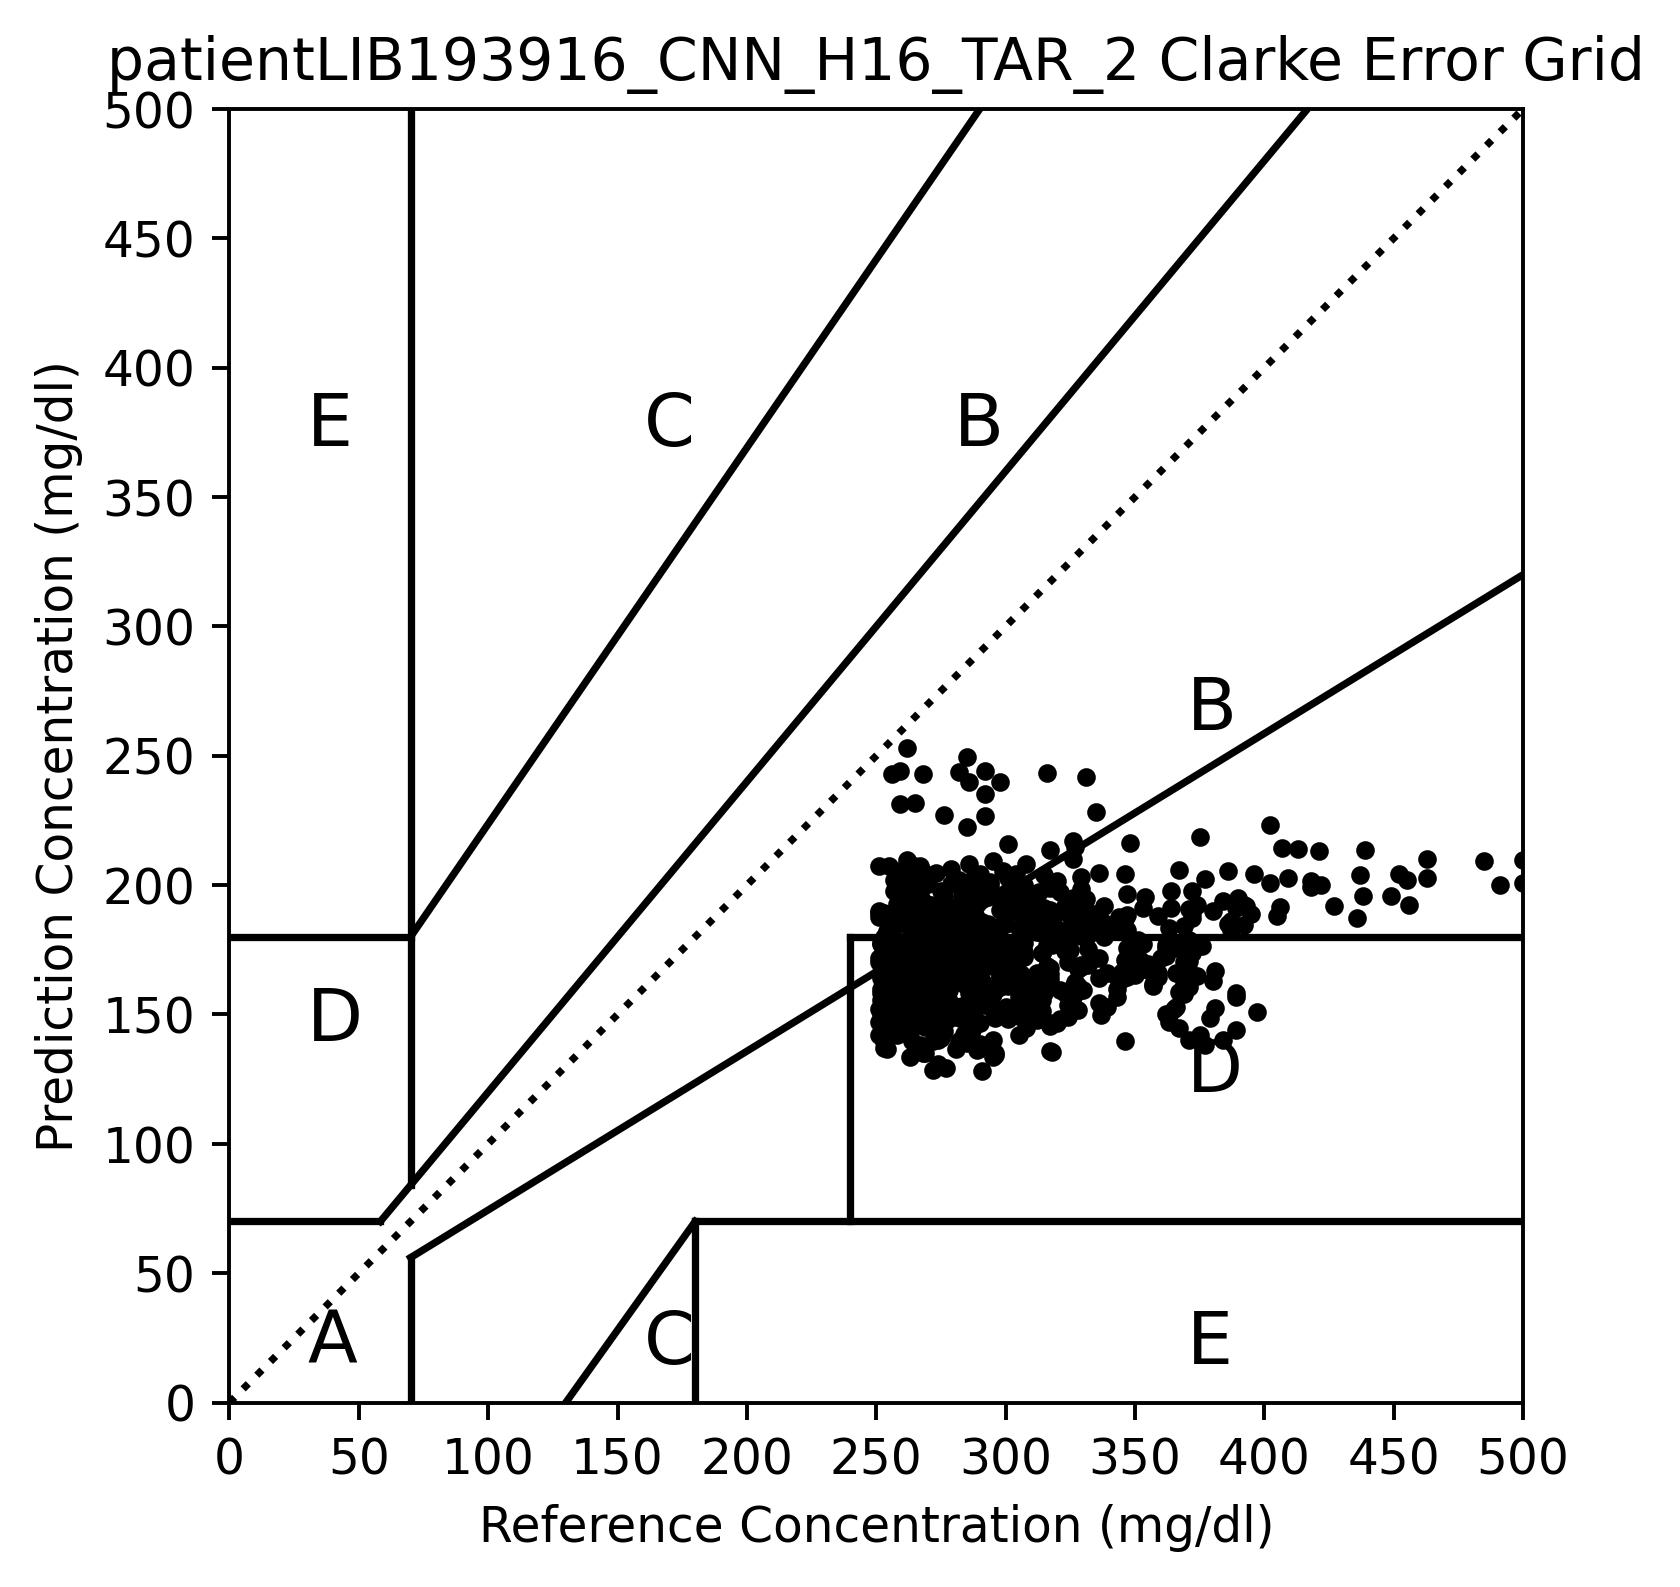 patientLIB193916_CNN_H16_TAR_2 Clarke Error Grid
500
450
400
350
300
250
200
150
100
50
0
Prediction Concentration (mg/dl)
E
C
B
B
D
D
A
C
E
0 50 100 150 200 250 300 350 400 450 500
Reference Concentration (mg/dl)